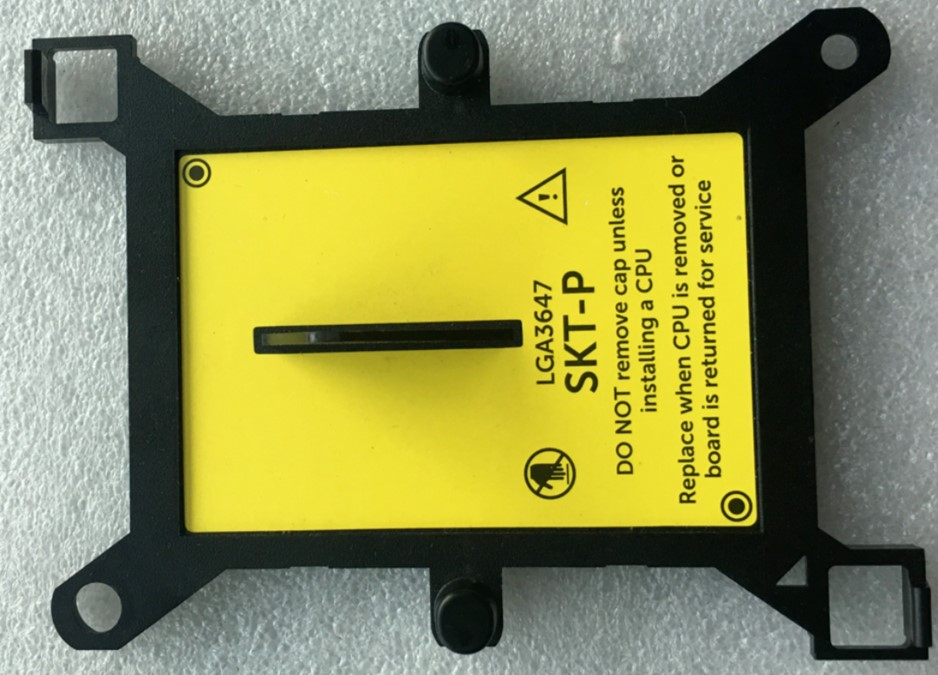 LGA3647
SKT-P
DO NOT remove cap unless
installing a CPU
Replace when CPU is removed or
board is returned for service